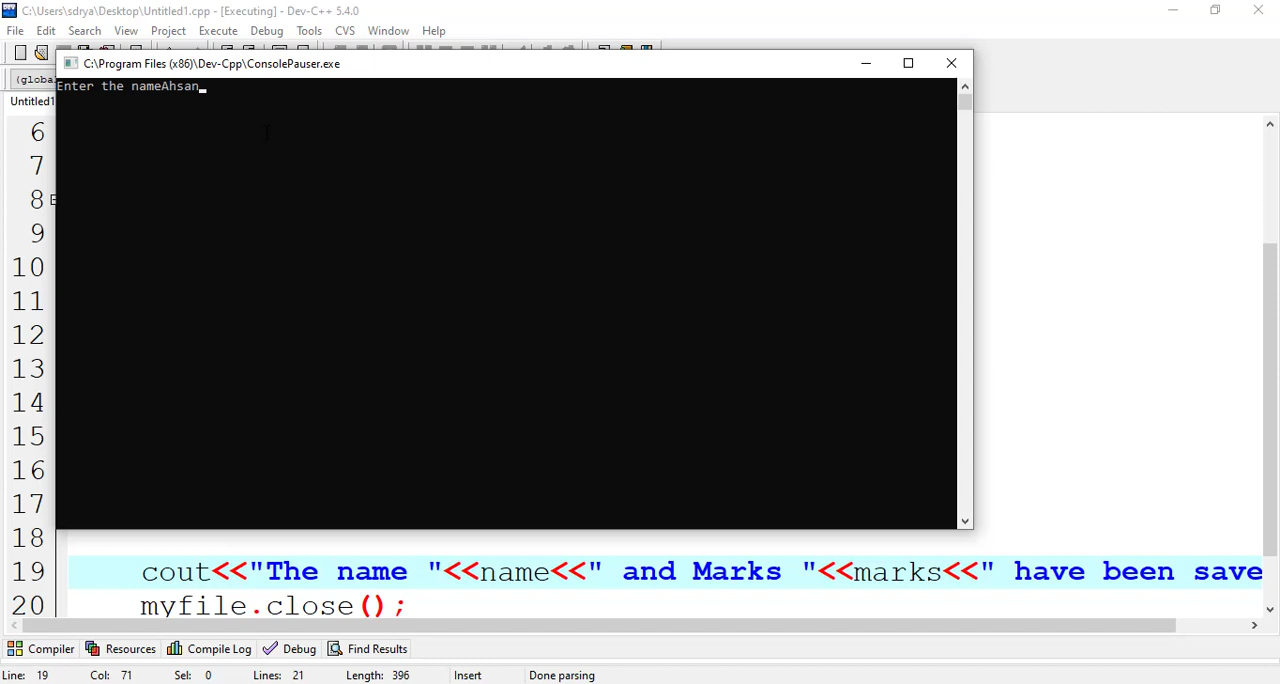 C:\Users\sdrya\Desktop\Untitled1.cpp - [Executing] - Dev-C++ 5.4.0
File Edit Search View Project Execute Debug Tools CVS Window Help
C:\Program Files (x86)\Dev-Cpp\ConsolePauser.exe
(globa
Untitled1
Enter the nameAhsan
6
7
8
9
10
11
12
13
14
15
16
17
18
19 cout<<"The name "<<name<<" and Marks "<<marks<<" have been save
20 myfile.close();
Compiler Resources Compile Log Debug Find Results
Line: 19 Col: 71 Sel: 0 Lines: 21 Length: 396 Insert Done parsing